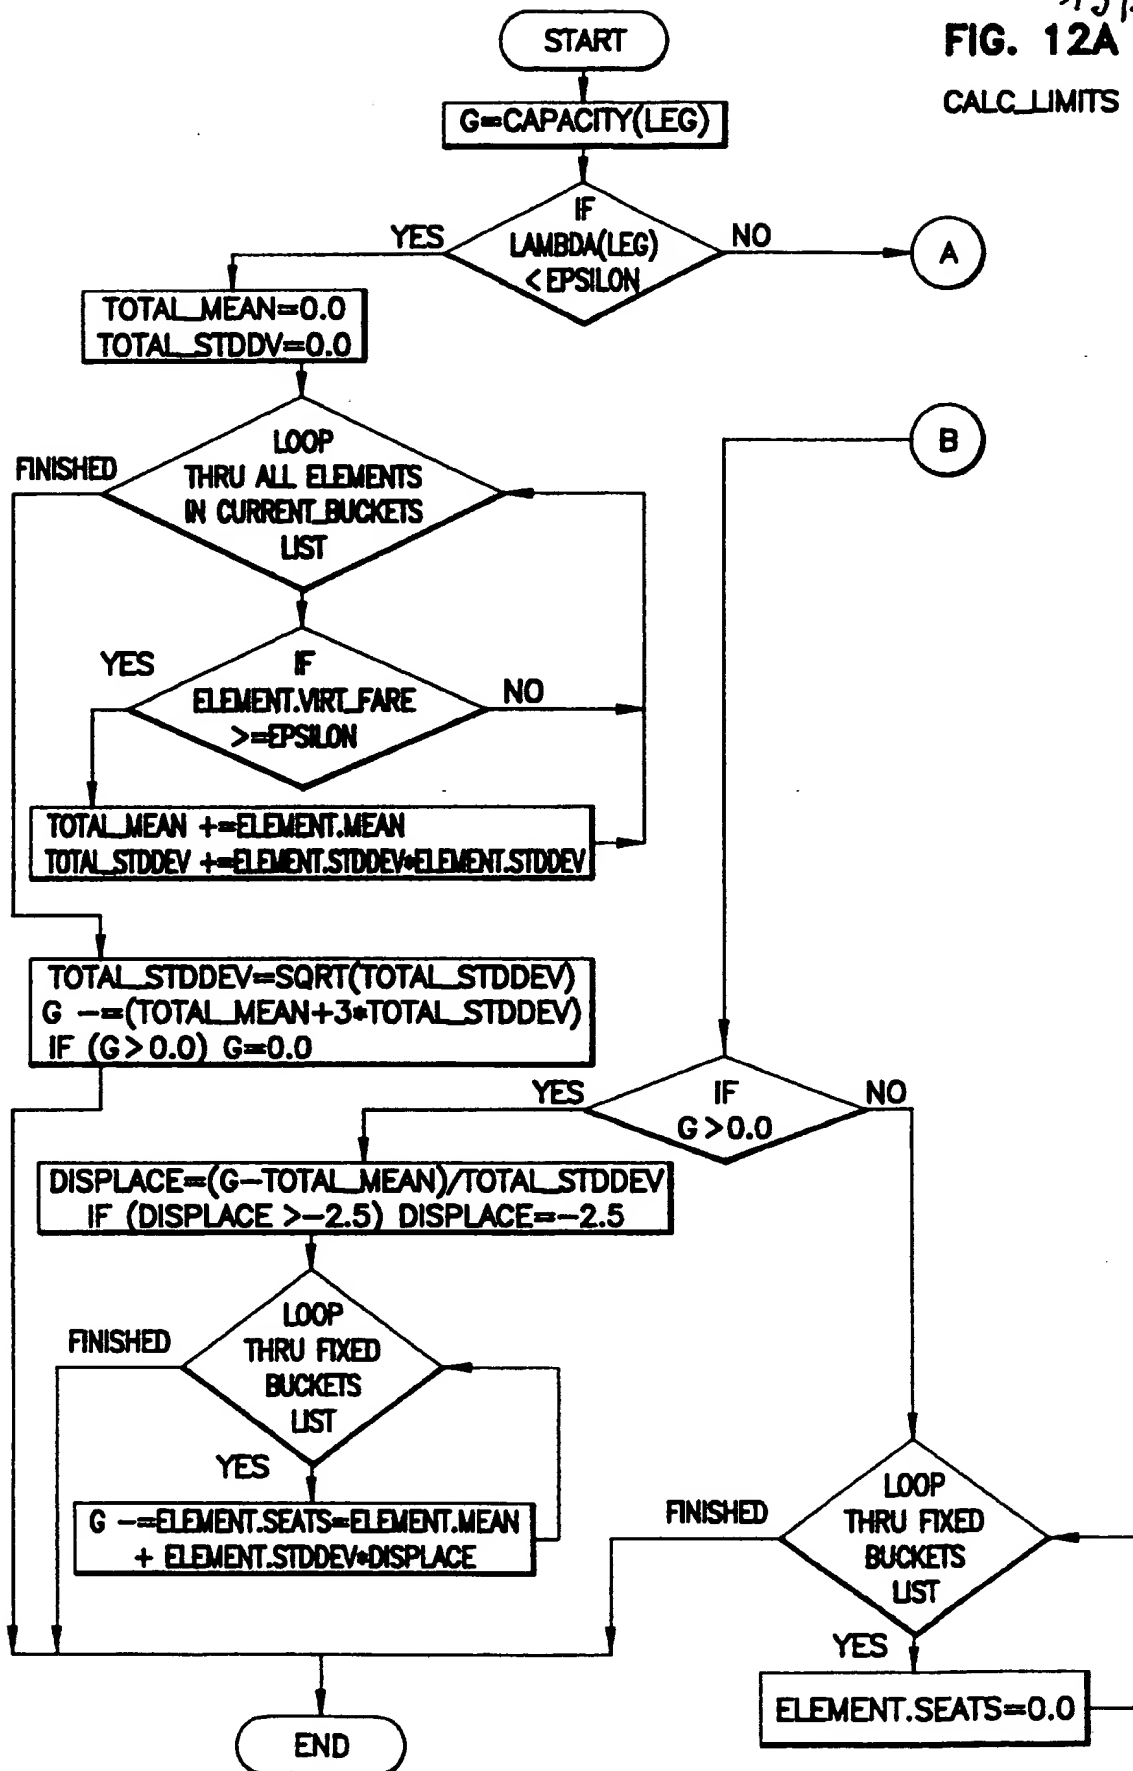 FIG. 12A
CALC_LIMITS
START
G=CAPACITY(LEG)
IF
LAMBDA(LEG)
<EPSILON
YES
NO
A
TOTAL_MEAN=0.0
TOTAL_STDDV=0.0
B
LOOP
THRU ALL ELEMENTS
IN CURRENT_BUCKETS
LIST
FINISHED
IF
ELEMENT.VIRT_FARE
>=EPSILON
YES
NO
TOTAL_MEAN +=ELEMENT.MEAN
TOTAL_STDDEV +=ELEMENT.STDDEV*ELEMENT.STDDEV
TOTAL_STDDEV=SQRT(TOTAL_STDDEV)
G -=(TOTAL_MEAN+3*TOTAL_STDDEV)
IF (G>0.0) G=0.0
IF
G>0.0
YES
NO
DISPLACE=(G-TOTAL_MEAN)/TOTAL_STDDEV
IF (DISPLACE >-2.5) DISPLACE=-2.5
LOOP
THRU FIXED
BUCKETS
LIST
FINISHED
YES
G -=ELEMENT.SEATS=ELEMENT.MEAN
+ ELEMENT.STDDEV*DISPLACE
LOOP
THRU FIXED
BUCKETS
LIST
FINISHED
YES
ELEMENT.SEATS=0.0
END